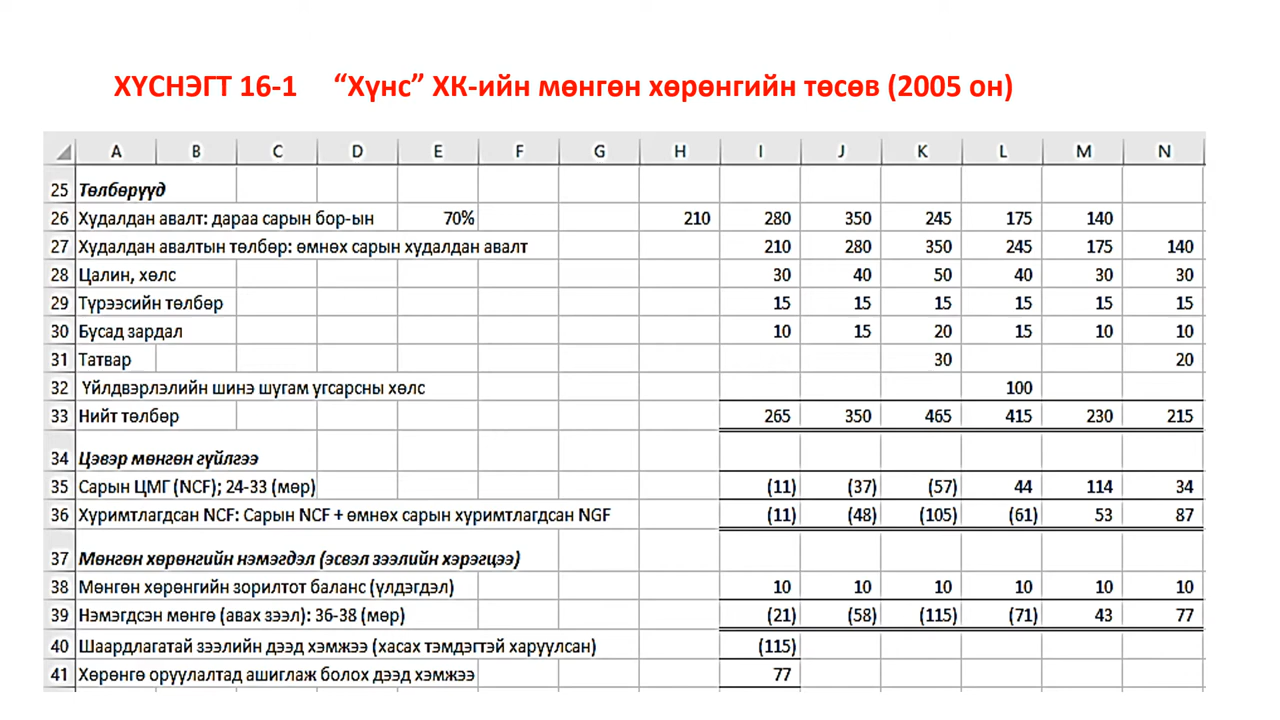 ХҮСНЭГТ 16-1 “Хүнс” ХК-ийн мөнгөн хөрөнгийн төсөв (2005 он)
A B C D E F G H I J K L M N
25 Төлбөрүүд
26 Худалдан авалт: дараа сарын бор-ын 70% 210 280 350 245 175 140
27 Худалдан авалтын төлбөр: өмнөх сарын худалдан авалт 210 280 350 245 175 140
28 Цалин, хөлс 30 40 50 40 30 30
29 Түрээсийн төлбөр 15 15 15 15 15 15
30 Бусад зардал 10 15 20 15 10 10
31 Татвар 30 20
32 Үйлдвэрлэлийн шинэ шугам угсарсны хөлс 100
33 Нийт төлбөр 265 350 465 415 230 215
34 Цэвэр мөнгөн гүйлгээ
35 Сарын ЦМГ (NCF); 24-33 (мөр) (11) (37) (57) 44 114 34
36 Хуримтлагдсан NCF: Сарын NCF + өмнөх сарын хуримтлагдсан NGF (11) (48) (105) (61) 53 87
37 Мөнгөн хөрөнгийн нэмэгдэл (эсвэл зээлийн хэрэгцээ)
38 Мөнгөн хөрөнгийн зорилтот баланс (үлдэгдэл) 10 10 10 10 10 10
39 Нэмэгдсэн мөнгө (авах зээл): 36-38 (мөр) (21) (58) (115) (71) 43 77
40 Шаардлагатай зээлийн дээд хэмжээ (хасах тэмдэгтэй харуулсан) (115)
41 Хөрөнгө оруулалтад ашиглаж болох дээд хэмжээ 77